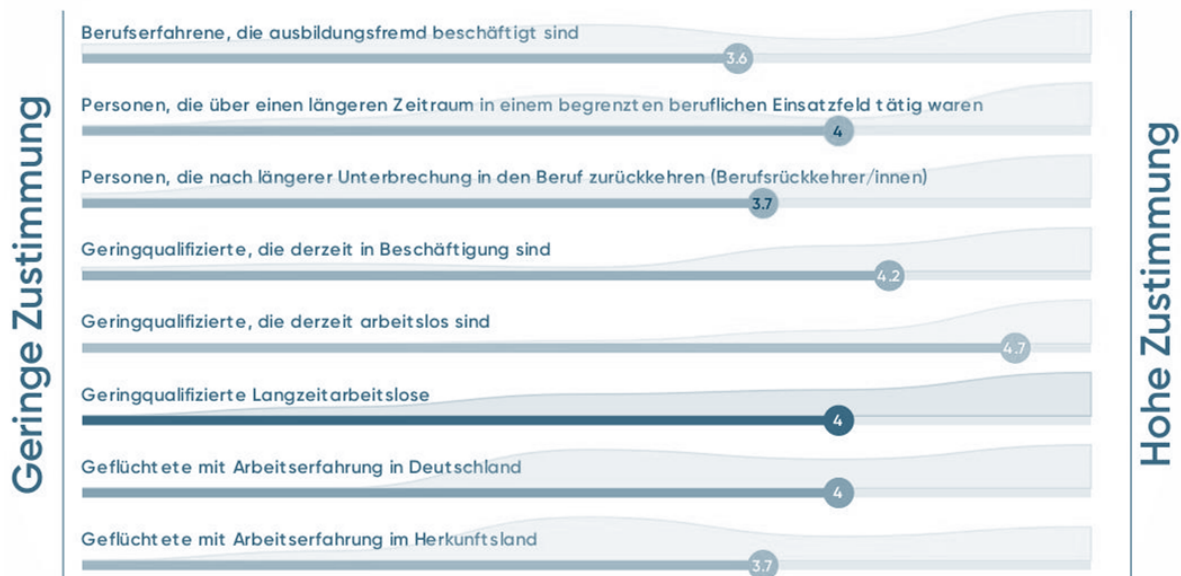 Geringe Zustimmung
Berufserfahrene, die ausbildungsfremd beschäftigt sind
3.6
Personen, die über einen längeren Zeitraum in einem begrenzten beruflichen Einsatzfeld tätig waren
4
Personen, die nach längerer Unterbrechung in den Beruf zurückkehren (Berufsrückkehrer/innen)
3.7
Geringqualifizierte, die derzeit in Beschäftigung sind
4.2
Geringqualifizierte, die derzeit arbeitslos sind
4.7
Geringqualifizierte Langzeitarbeitslose
4
Geflüchtete mit Arbeitserfahrung in Deutschland
4
Geflüchtete mit Arbeitserfahrung im Herkunftsland
3.7
Hohe Zustimmung